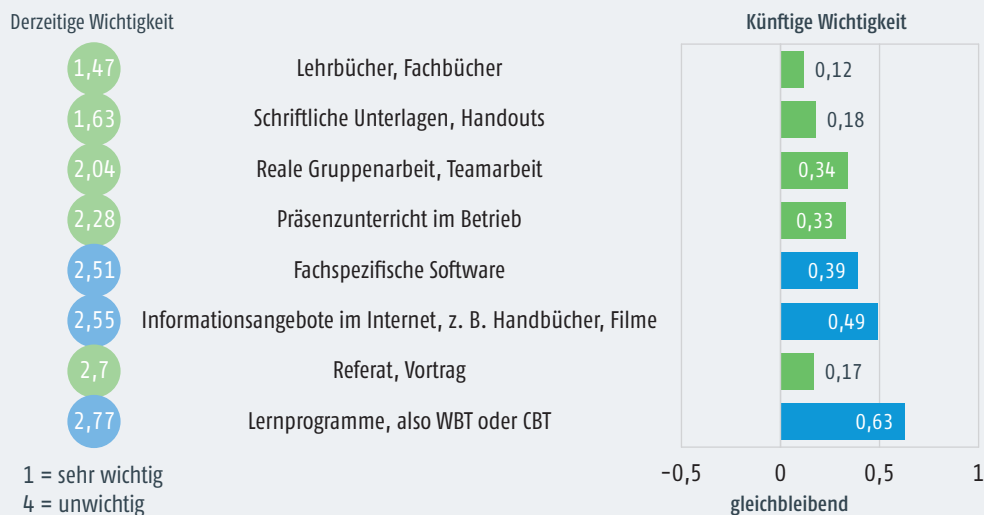 Derzeitige Wichtigkeit Künftige Wichtigkeit
1,47 Lehrbücher, Fachbücher 0,12
1,63 Schriftliche Unterlagen, Handouts 0,18
2,04 Reale Gruppenarbeit, Teamarbeit 0,34
2,28 Präsenzunterricht im Betrieb 0,33
2,51 Fachspezifische Software 0,39
2,55 Informationsangebote im Internet, z. B. Handbücher, Filme 0,49
2,7 Referat, Vortrag 0,17
2,77 Lernprogramme, also WBT oder CBT 0,63
1 = sehr wichtig −0,5 0 0,5 1
4 = unwichtig gleichbleibend